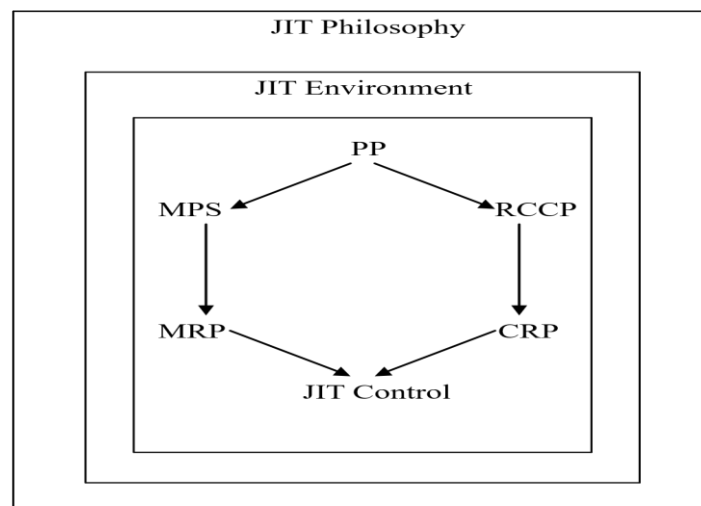 JIT Philosophy
JIT Environment
PP
MPS
RCCP
MRP
CRP
JIT Control